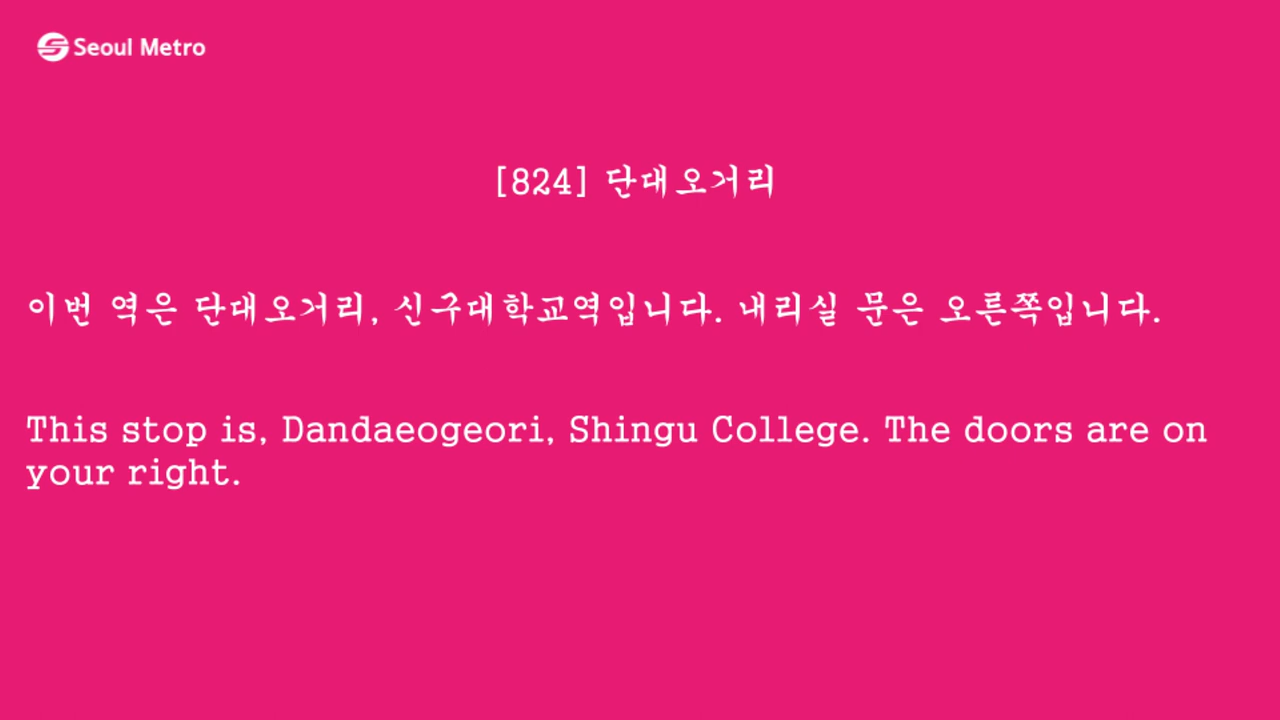 Seoul Metro
[824] 단대오거리
이번 역은 단대오거리, 신구대학교역입니다. 내리실 문은 오른쪽입니다.
This stop is, Dandaeogeori, Shingu College. The doors are on
your right.